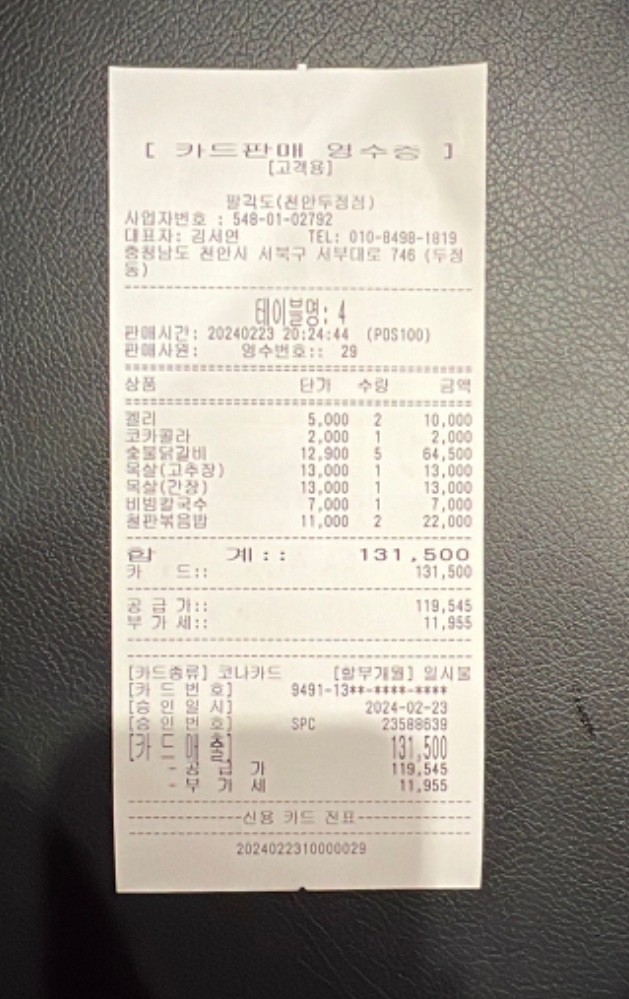 [ 카드판매 영수증 ]
[고객용]
팔각도(천안두정점)
사업자번호 : 548-01-02792
대표자: 김서연 TEL: 010-8498-1819
충청남도 천안시 서북구 서부대로 746 (두정
동)
테이블명: 4
판매시간: 20240223 20:24:44 (POS100)
판매사원: 영수번호:: 29
상품 단가 수량 금액
켈리 5,000 2 10,000
코카콜라 2,000 1 2,000
숯불닭갈비 12,900 5 64,500
목살(고추장) 13,000 1 13,000
목살(간장) 13,000 1 13,000
비빔칼국수 7,000 1 7,000
철판볶음밥 11,000 2 22,000
합 계:: 131,500
카 드:: 131,500
공 급 가:: 119,545
부 가 세:: 11,955
[카드종류] 코나카드 [할부개월] 일시불
[카 드 번 호] 9491-13**-****-****
[승 인 일 시] 2024-02-23
[승 인 번 호] SPC 23588639
[카 드 매 출] 131,500
- 공 급 가 119,545
- 부 가 세 11,955
-------------신용 카드 전표-------------
2024022310000029